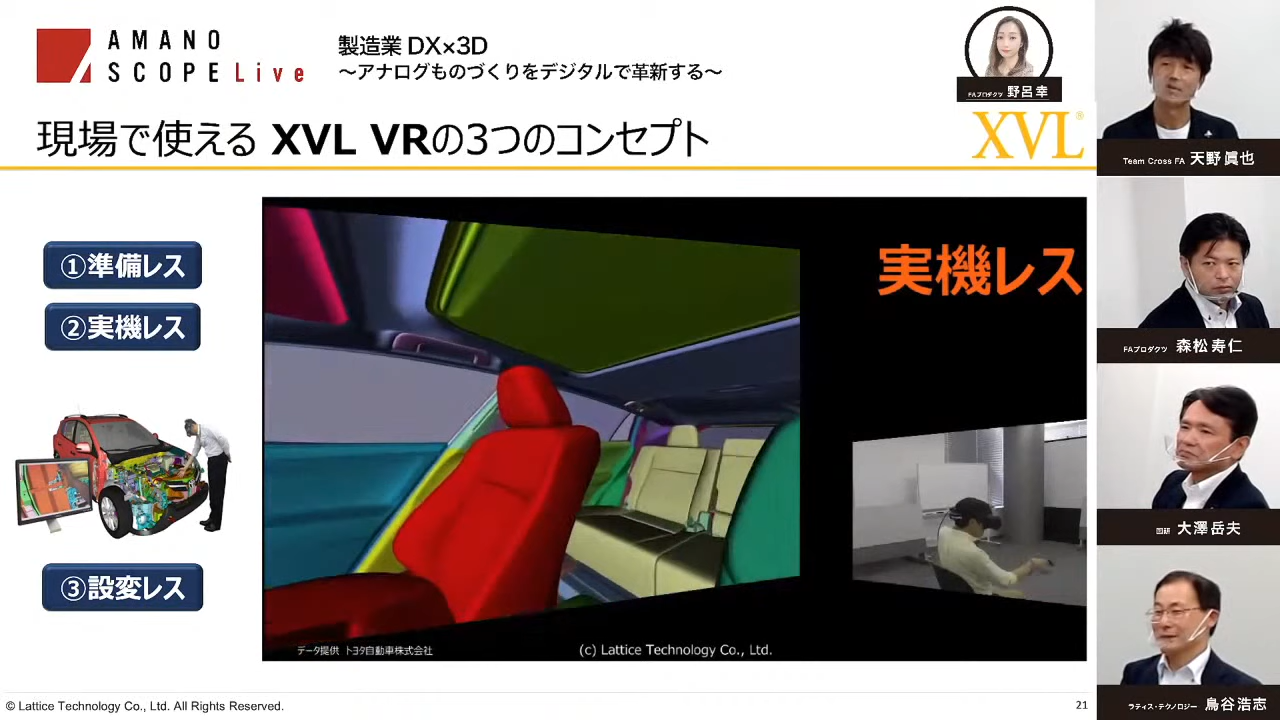 AMANO
SCOPE Live
製造業 DX×3D
～アナログものづくりをデジタルで革新する～
FAプロダクツ 野呂幸
現場で使える XVL VRの3つのコンセプト
XVL®
①準備レス
②実機レス
③設変レス
実機レス
データ提供 トヨタ自動車株式会社
(c) Lattice Technology Co., Ltd.
© Lattice Technology Co., Ltd. All Rights Reserved.
21
Team Cross FA 天野眞也
FAプロダクツ 森松寿仁
図研 大澤岳夫
ラティス・テクノロジー 鳥谷浩志